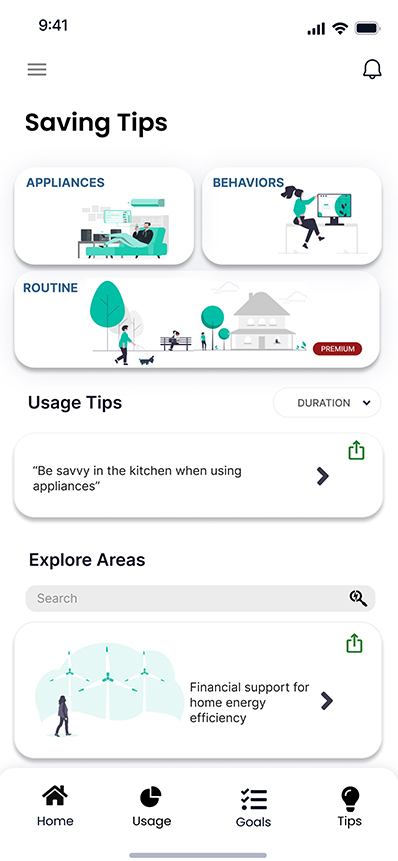 9:41
Saving Tips
APPLIANCES
BEHAVIORS
ROUTINE
PREMIUM
Usage Tips
DURATION
“Be savvy in the kitchen when using
appliances”
Explore Areas
Search
Financial support for
home energy
efficiency
Home
Usage
Goals
Tips